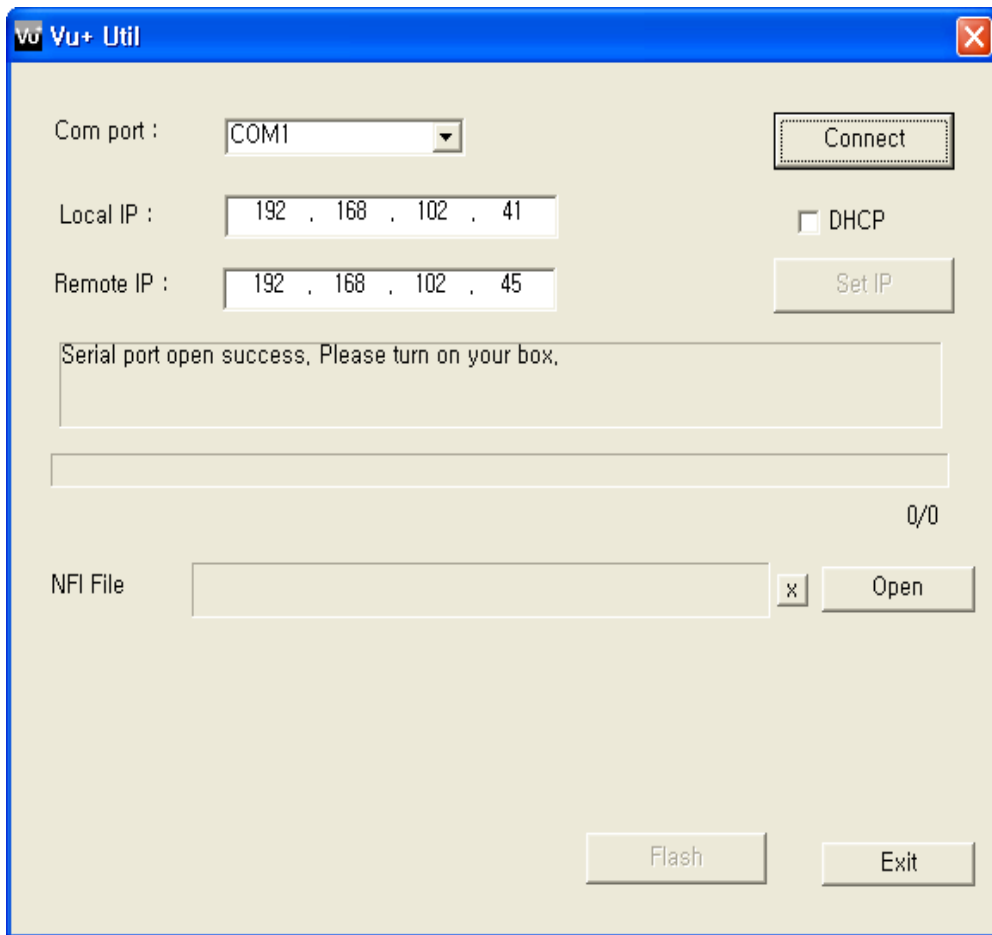 Vu+ Vu+ Util
Com port : COM1 Connect
Local IP : 192 . 168 . 102 . 41 DHCP
Remote IP : 192 . 168 . 102 . 45 Set IP
Serial port open success, Please turn on your box,
0/0
NFI File x Open
Flash Exit